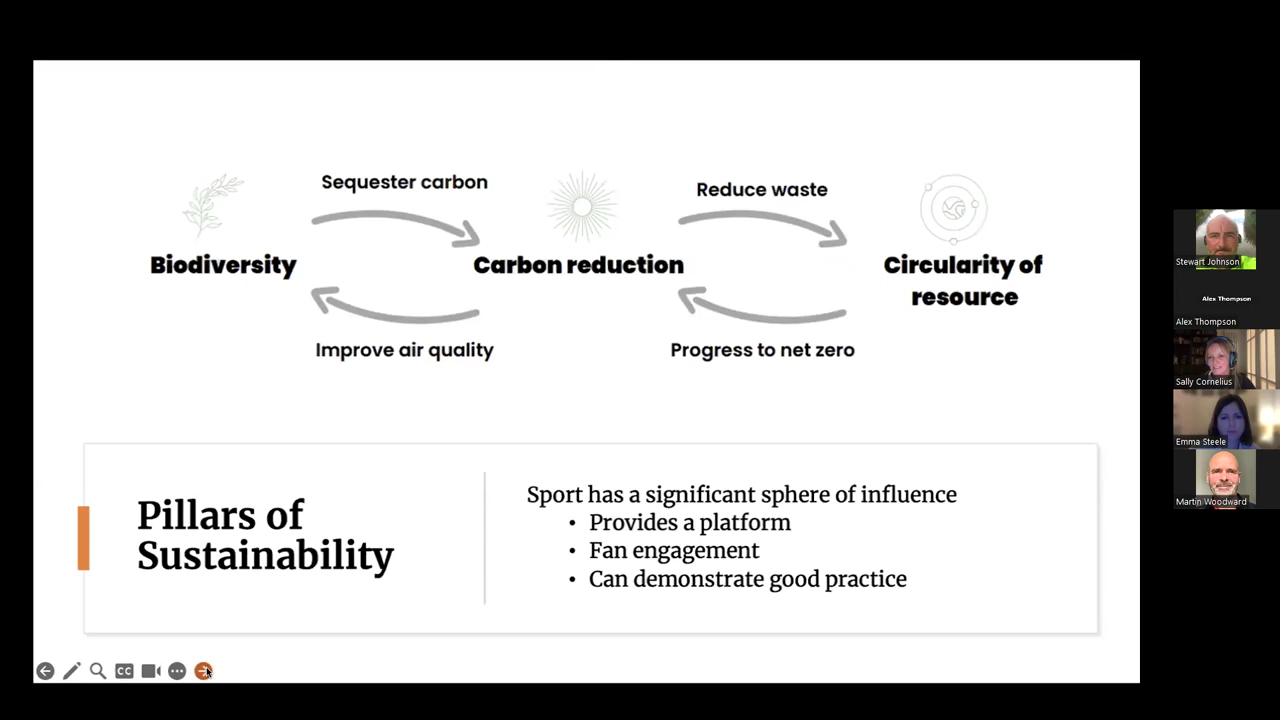 Sequester carbon
Reduce waste
Biodiversity
Carbon reduction
Circularity of
resource
Improve air quality
Progress to net zero
Pillars of
Sustainability
Sport has a significant sphere of influence
• Provides a platform
• Fan engagement
• Can demonstrate good practice
CC
Stewart Johnson
Alex Thompson
Alex Thompson
Sally Cornelius
Emma Steele
Martin Woodward